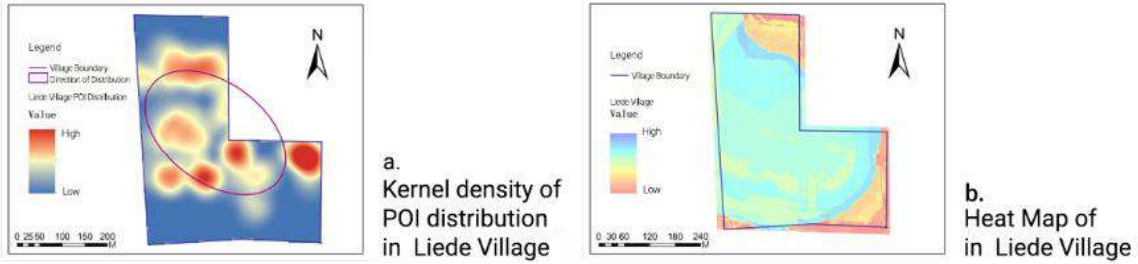 N
Legend
Village Boundary
Direction of Distribution
Liede Village POI Distribution
Value
High
Low
0 25 50 100 150 200
M
a.
Kernel density of
POI distribution
in Liede Village
N
Legend
Village Boundary
Liede Village
Value
High
Low
0 30 60 120 180 240
M
b.
Heat Map of
in Liede Village